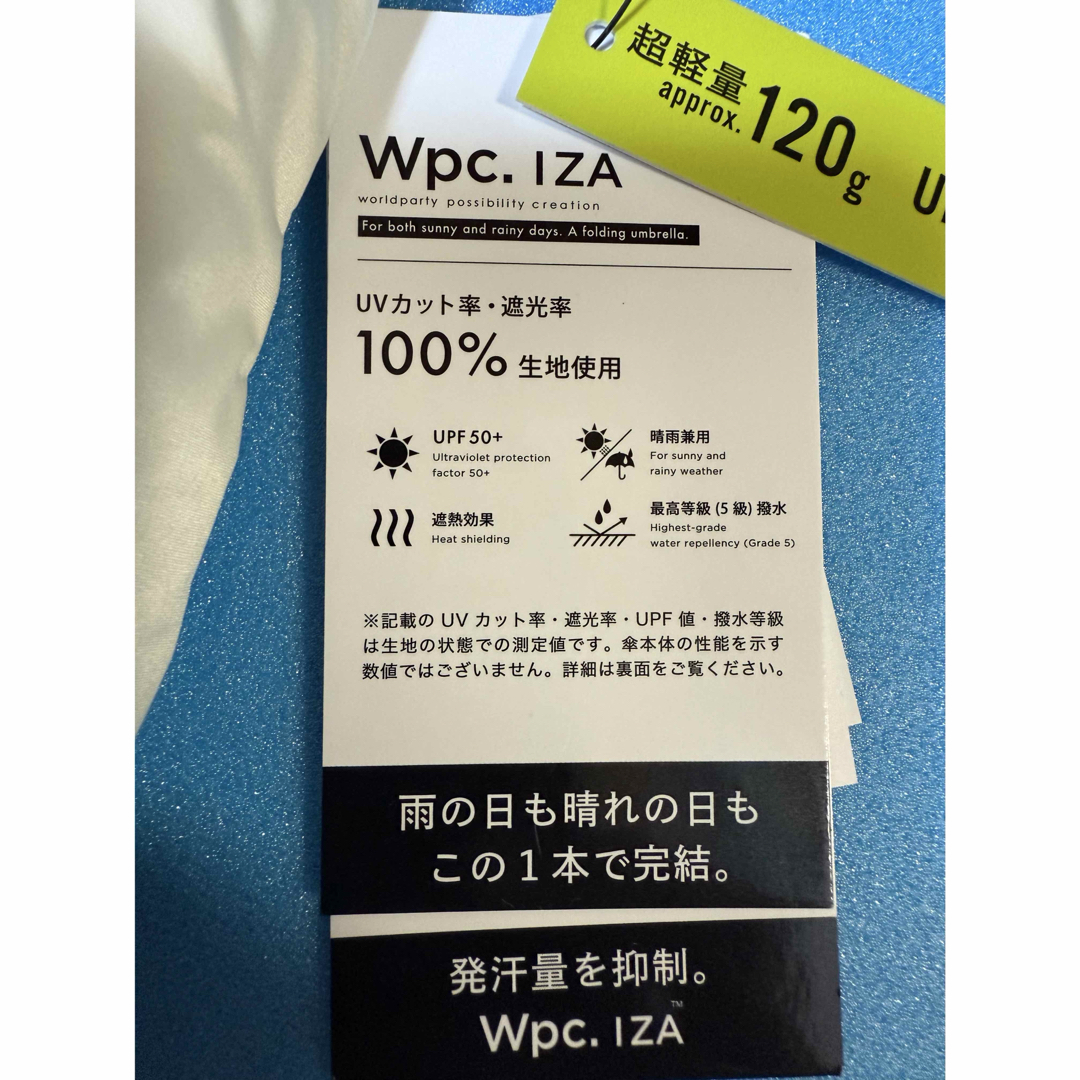 超軽量
approx. 120g
Wpc. IZA
worldparty possibility creation
For both sunny and rainy days. A folding umbrella.
UVカット率・遮光率
100% 生地使用
UPF 50+
Ultraviolet protection
factor 50+
晴雨兼用
For sunny and
rainy weather
遮熱効果
Heat shielding
最高等級 (5 級) 撥水
Highest-grade
water repellency (Grade 5)
※記載の UV カット率・遮光率・UPF 値・撥水等級
は生地の状態での測定値です。傘本体の性能を示す
数値ではございません。詳細は裏面をご覧ください。
雨の日も晴れの日も
この1本で完結。
発汗量を抑制。
Wpc. IZA™